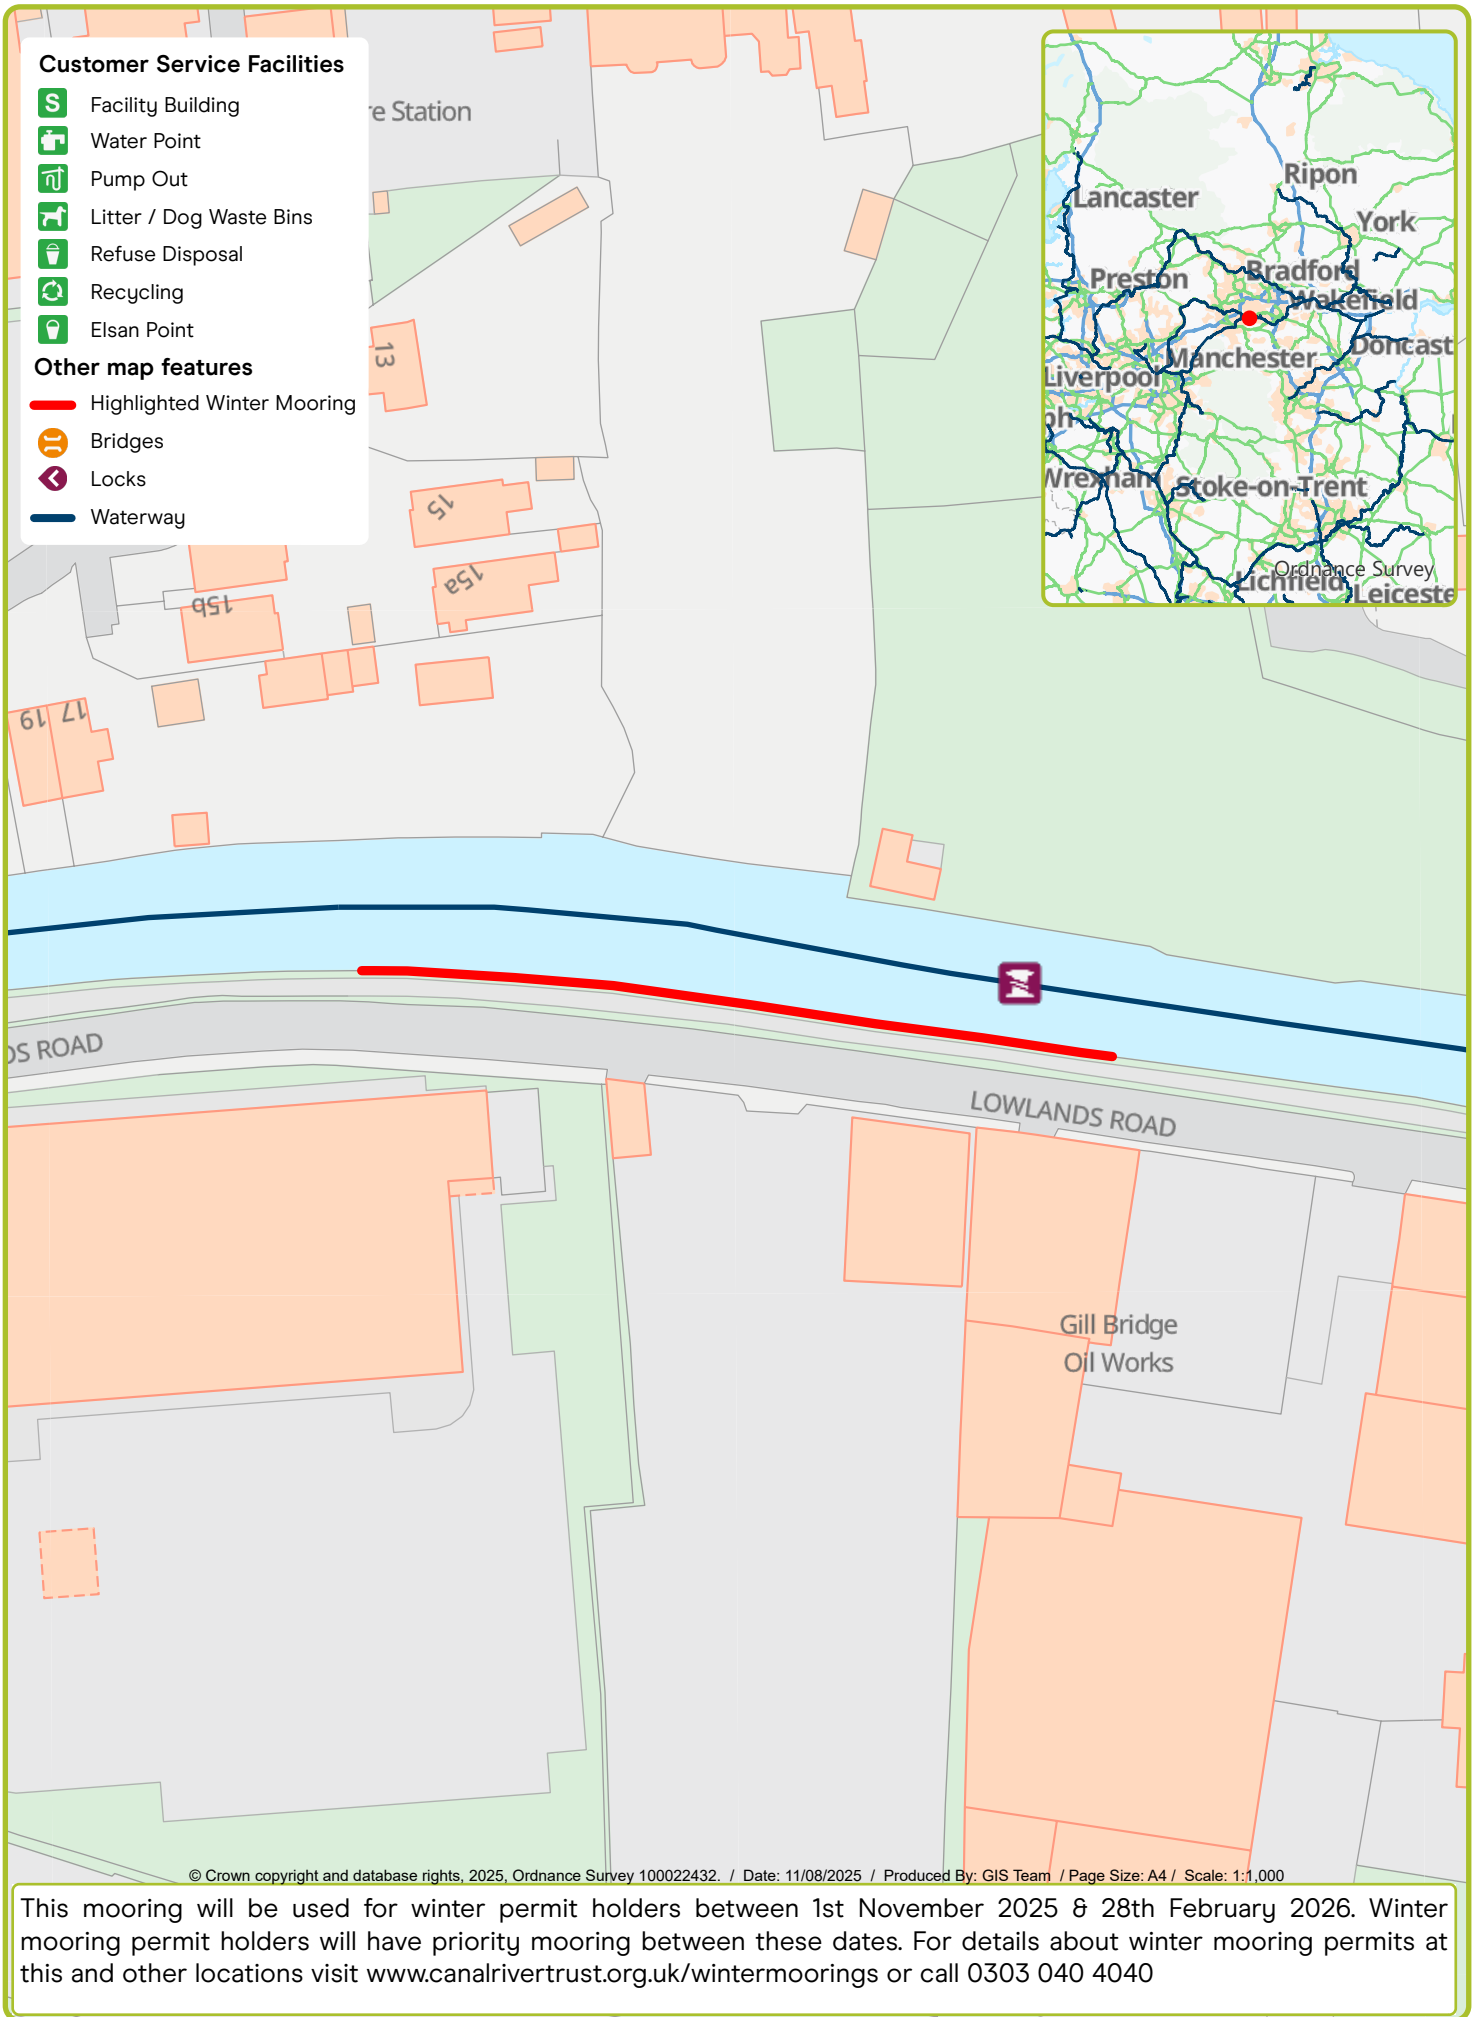 Customer Service Facilities
S
Facility Building
Water Point
Pump Out
Litter / Dog Waste Bins
Refuse Disposal
Recycling
Elsan Point
Other map features
Highlighted Winter Mooring
Bridges
Locks
Waterway
re Station
13
15
15a
15b
17
19
Ripon
Lancaster
York
Bradford
Preston
Wakefield
Doncast
Manchester
Liverpool
ph
Wrexham
Stoke-on-Trent
Ordnance Survey
Lichfield
Leiceste
DS ROAD
LOWLANDS ROAD
Gill Bridge
Oil Works
© Crown copyright and database rights, 2025, Ordnance Survey 100022432. / Date: 11/08/2025 / Produced By: GIS Team / Page Size: A4 / Scale: 1:1,000
This mooring will be used for winter permit holders between 1st November 2025 & 28th February 2026. Winter
mooring permit holders will have priority mooring between these dates. For details about winter mooring permits at
this and other locations visit www.canalrivertrust.org.uk/wintermoorings or call 0303 040 4040